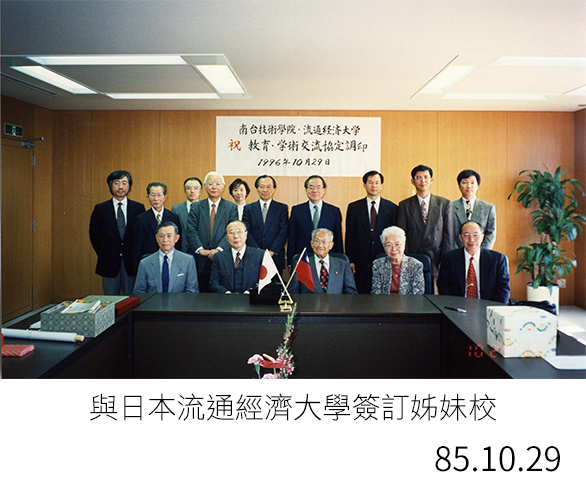 南台技術學院・流通経済大学
祝 教育・学術交流協定調印
1996年10月29日
與日本流通經濟大學簽訂姊妹校
85.10.29